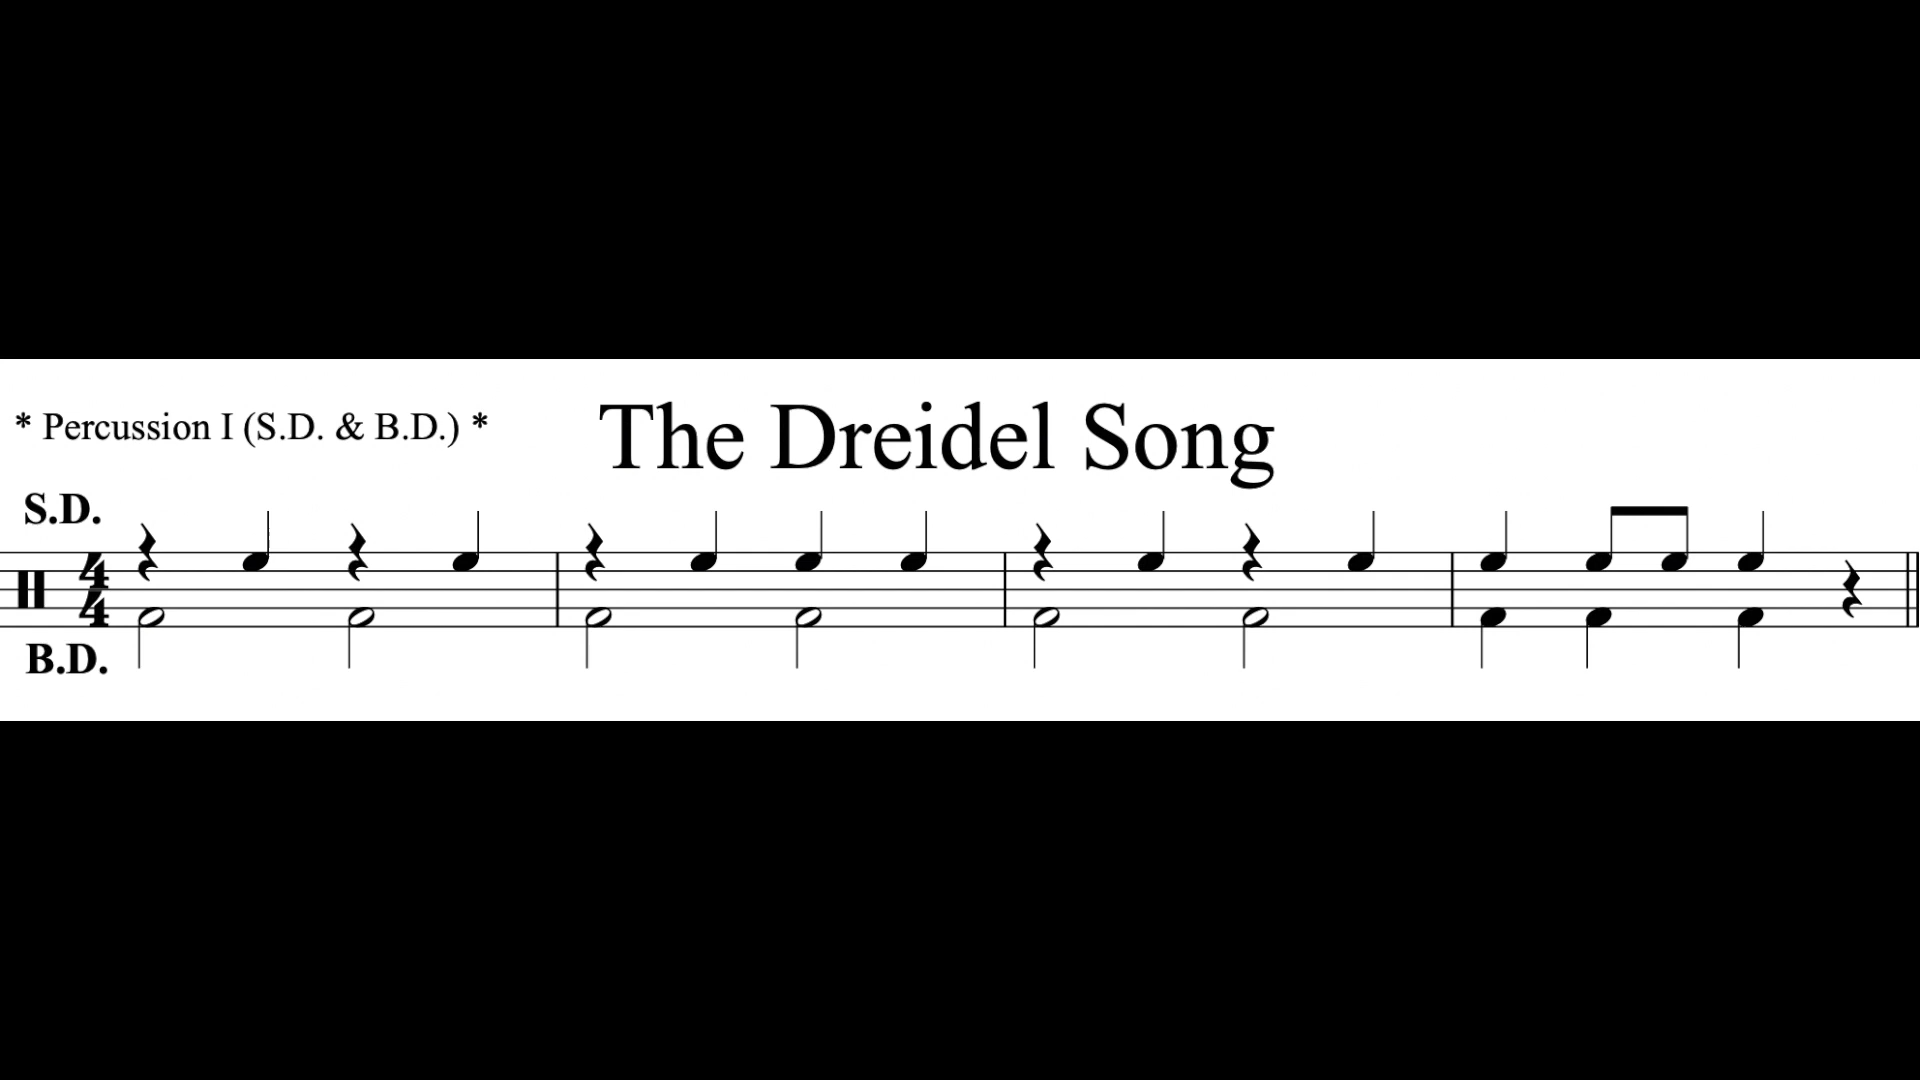 * Percussion I (S.D. & B.D.) *
The Dreidel Song
S.D.
4
4
B.D.